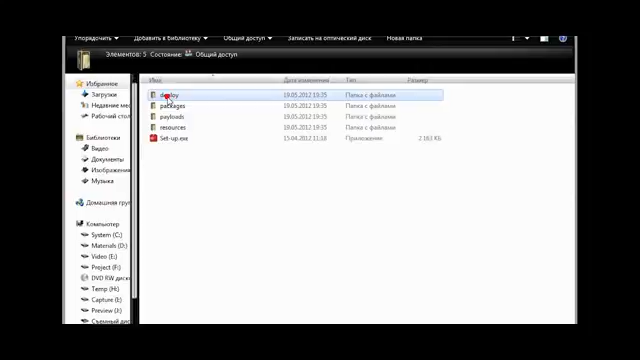 Упорядочить Добавить в библиотеку Общий доступ Записать на оптический диск Новая папка
Элементов: 5 Состояние: Общий доступ
Избранное
Загрузки
Недавние мес
Рабочий стол
Библиотеки
Видео
Документы
Изображения
Музыка
Домашняя груп
Компьютер
System (C:)
Materials (D:)
Video (E:)
Project (F:)
DVD RW диско
Temp (H:)
Capture (I:)
Preview (J:)
Съемный диск
Имя Дата изменения Тип Размер
deploy 19.05.2012 19:35 Папка с файлами
packages 19.05.2012 19:35 Папка с файлами
payloads 19.05.2012 19:35 Папка с файлами
resources 19.05.2012 19:35 Папка с файлами
Set-up.exe 15.04.2012 11:18 Приложение 2 163 КБ